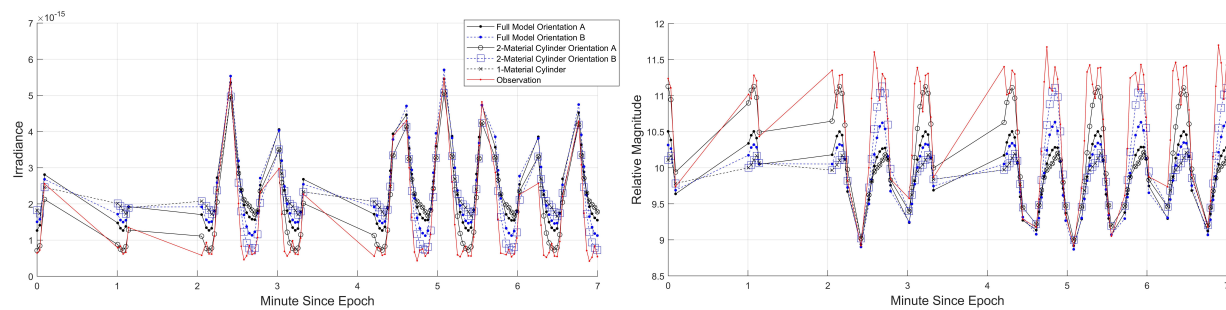 ×10⁻¹⁵
7
6
5
4
3
2
1
0
Irradiance
0 1 2 3 4 5 6 7
Minute Since Epoch
Full Model Orientation A
Full Model Orientation B
2-Material Cylinder Orientation A
2-Material Cylinder Orientation B
1-Material Cylinder
Observation
12
11.5
11
10.5
10
9.5
9
8.5
Relative Magnitude
0 1 2 3 4 5 6 7
Minute Since Epoch